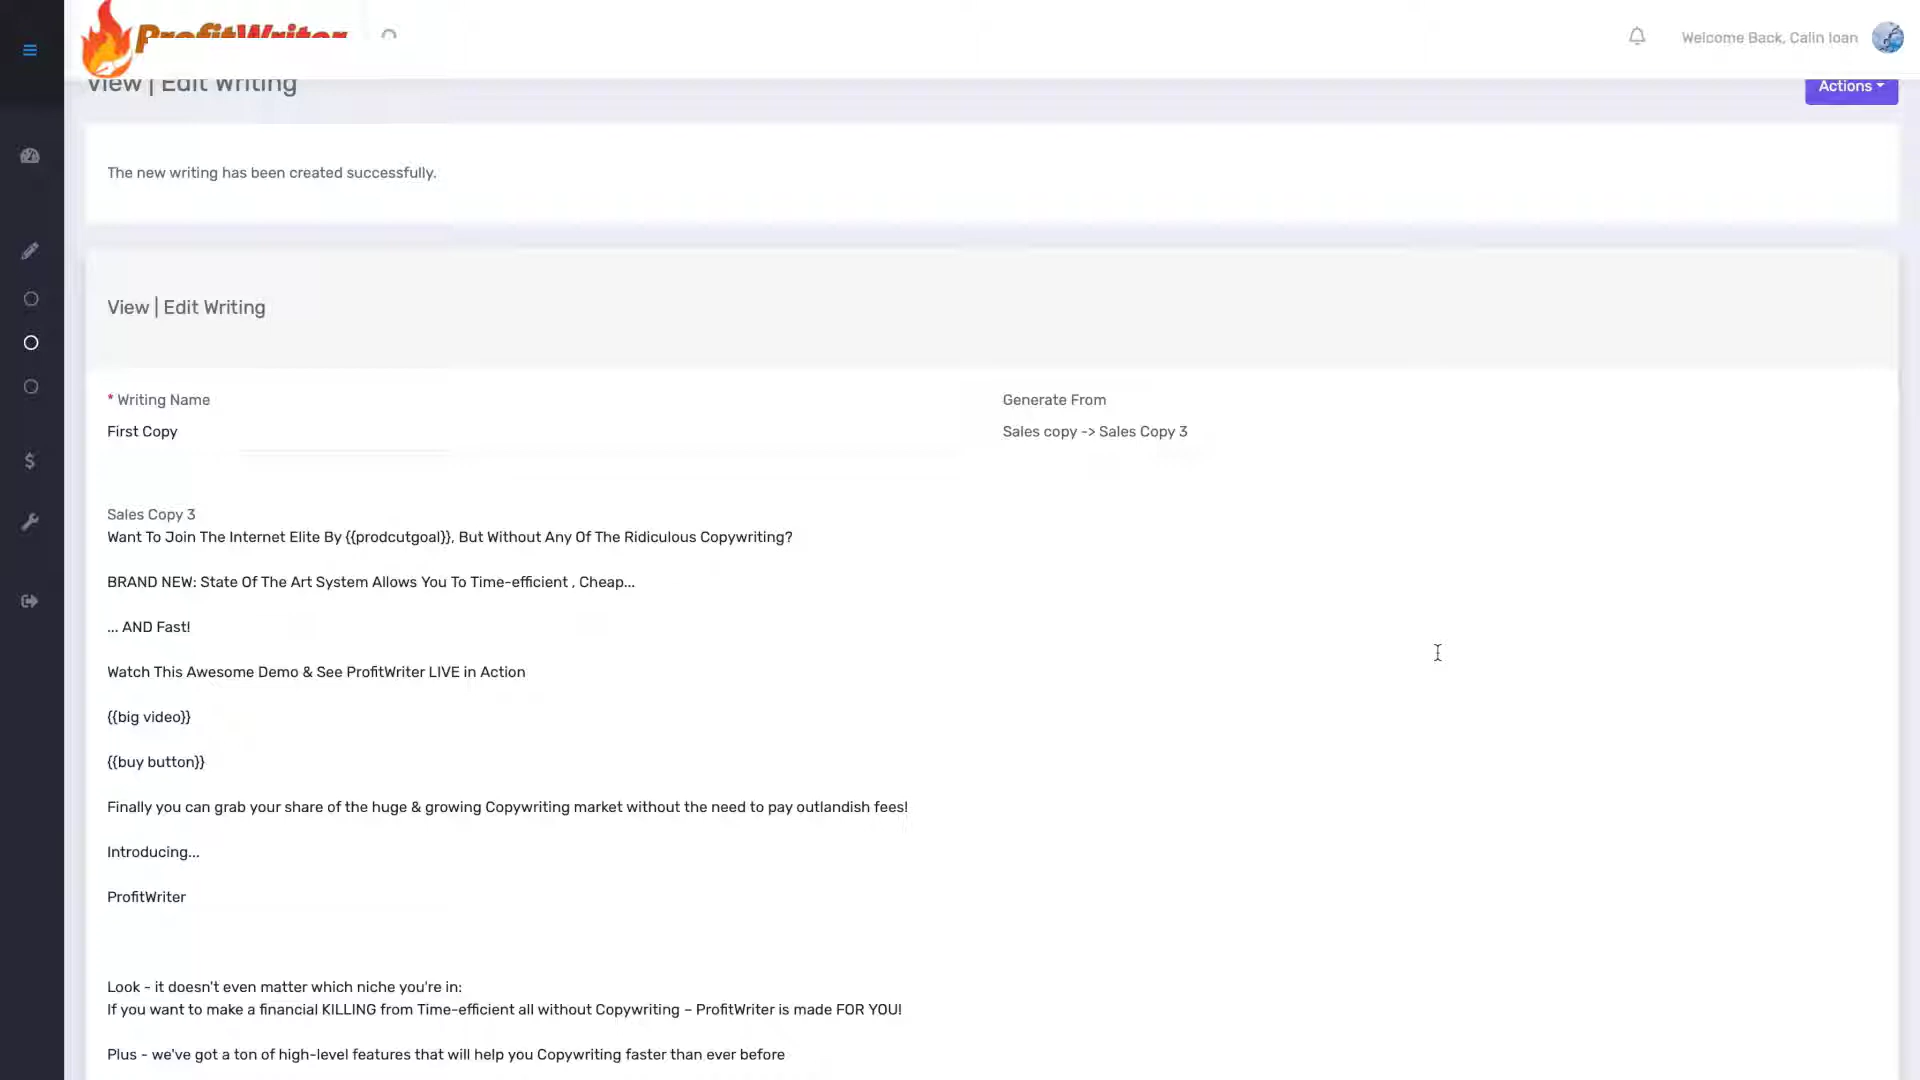 ProfitWriter
Welcome Back, Calin Ioan
View | Edit Writing
Actions
The new writing has been created successfully.
View | Edit Writing
* Writing Name
Generate From
First Copy
Sales copy -> Sales Copy 3
Sales Copy 3
Want To Join The Internet Elite By {{prodcutgoal}}, But Without Any Of The Ridiculous Copywriting?
BRAND NEW: State Of The Art System Allows You To Time-efficient , Cheap...
... AND Fast!
Watch This Awesome Demo & See ProfitWriter LIVE in Action
{{big video}}
{{buy button}}
Finally you can grab your share of the huge & growing Copywriting market without the need to pay outlandish fees!
Introducing...
ProfitWriter
Look - it doesn't even matter which niche you're in:
If you want to make a financial KILLING from Time-efficient all without Copywriting – ProfitWriter is made FOR YOU!
Plus - we've got a ton of high-level features that will help you Copywriting faster than ever before